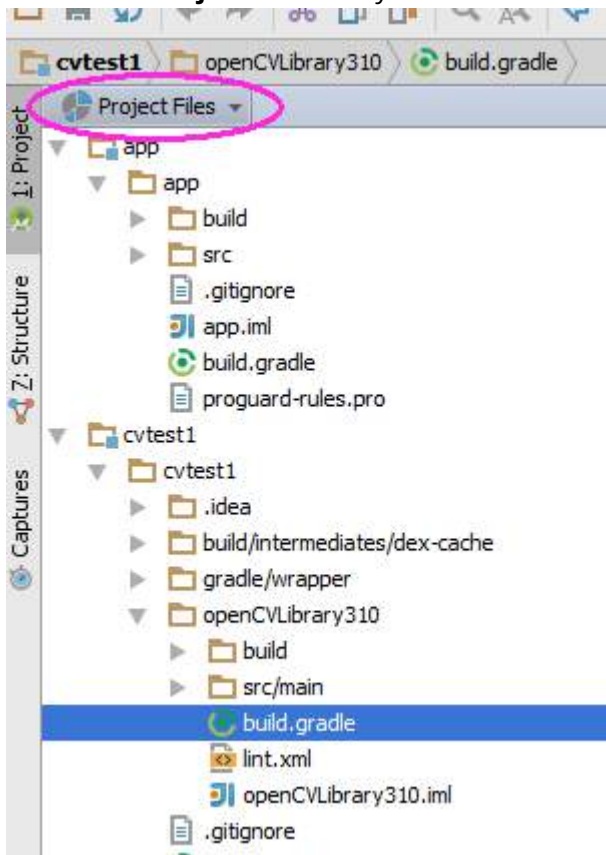 cvtest1 openCVLibrary310 build.gradle
Project Files
1: Project
7: Structure
Captures
app
app
build
src
.gitignore
app.iml
build.gradle
proguard-rules.pro
cvtest1
cvtest1
.idea
build/intermediates/dex-cache
gradle/wrapper
openCVLibrary310
build
src/main
build.gradle
lint.xml
openCVLibrary310.iml
.gitignore